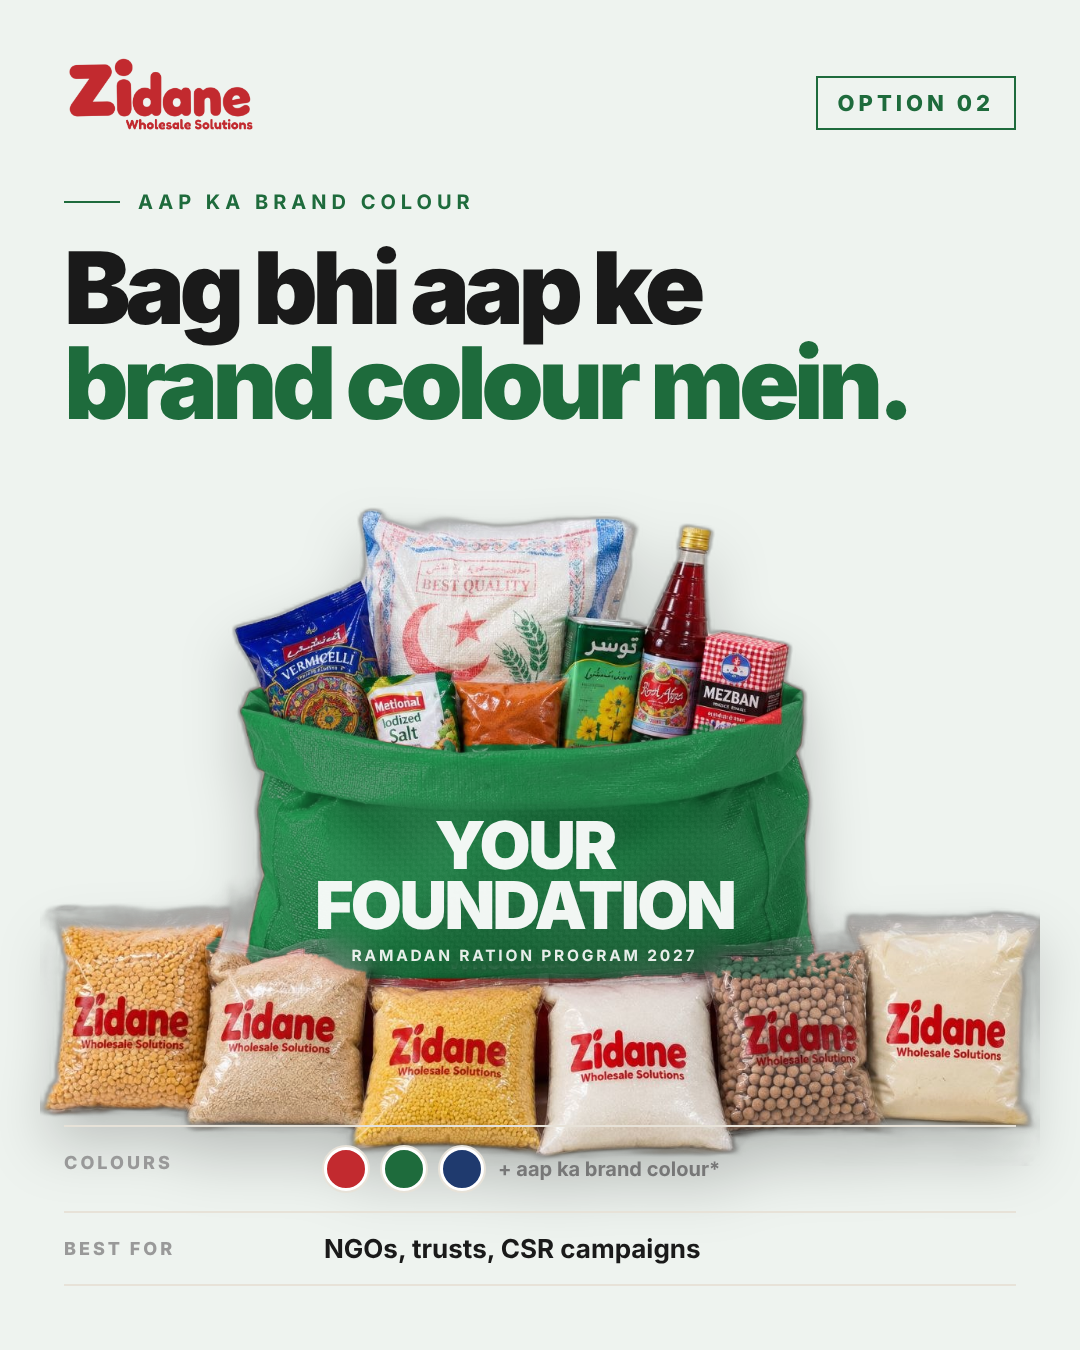 Zidane
Wholesale Solutions
OPTION 02
AAP KA BRAND COLOUR
Bag bhi aap ke
brand colour mein.
BEST QUALITY
VERMICELLI
Metional
Iodized
Salt
توسر
Rooh Afza
MEZBAN
YOUR
FOUNDATION
RAMADAN RATION PROGRAM 2027
Zidane
Wholesale Solutions
Zidane
Wholesale Solutions
Zidane
Wholesale Solutions
Zidane
Wholesale Solutions
Zidane
Wholesale Solutions
Zidane
Wholesale Solutions
COLOURS
+ aap ka brand colour*
BEST FOR
NGOs, trusts, CSR campaigns